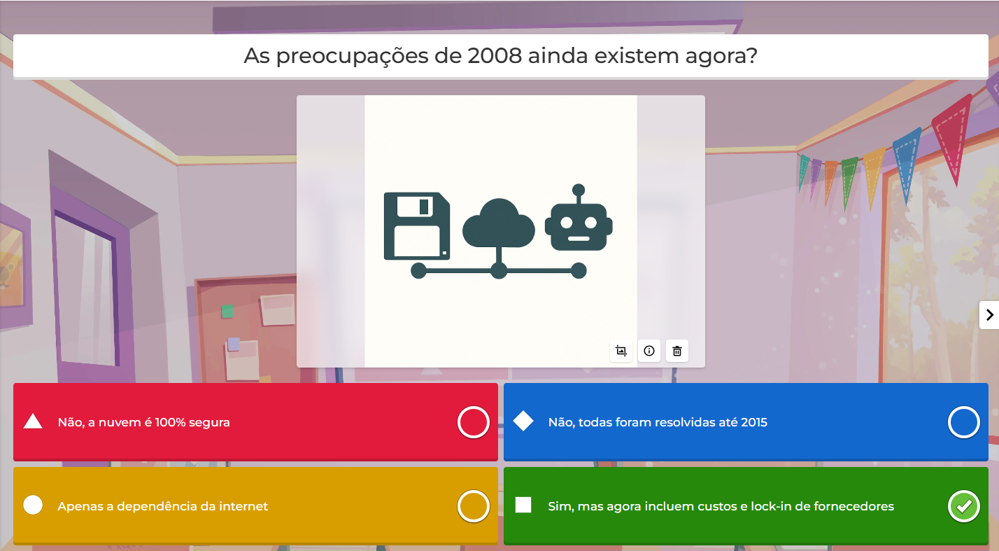 As preocupações de 2008 ainda existem agora?
Não, a nuvem é 100% segura
Não, todas foram resolvidas até 2015
Apenas a dependência da internet
Sim, mas agora incluem custos e lock-in de fornecedores